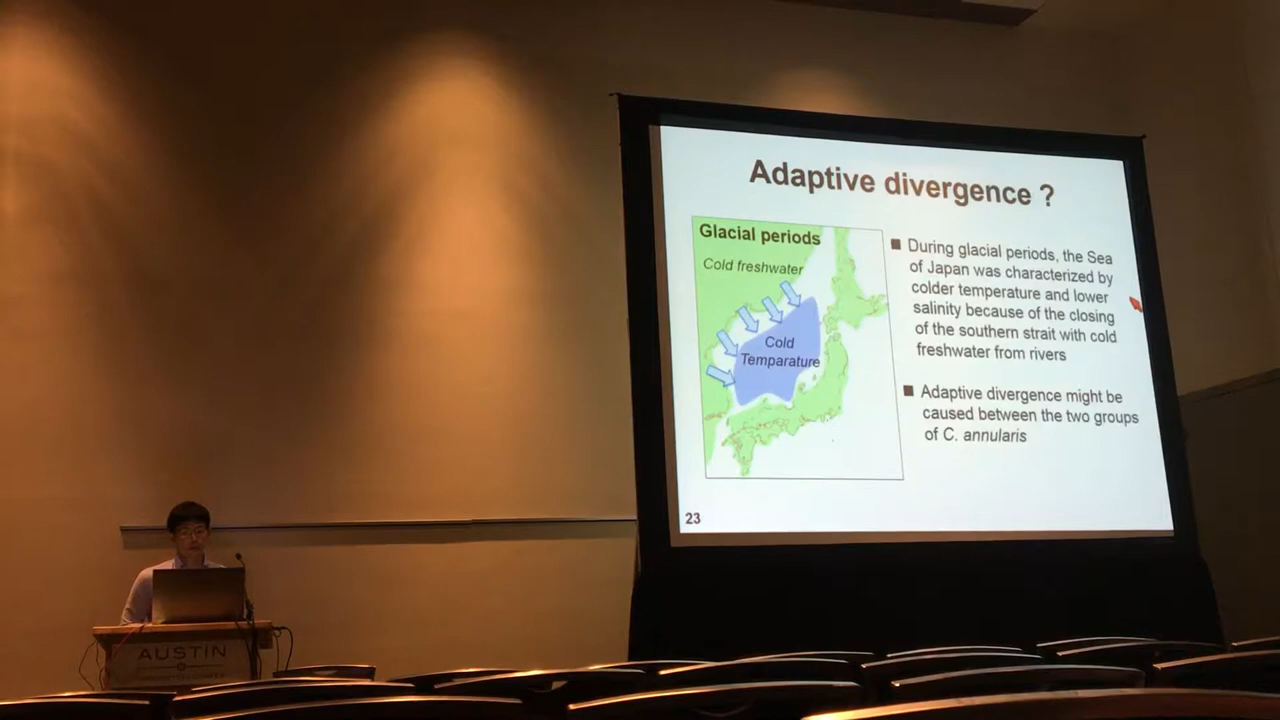 Adaptive divergence ?
Glacial periods
Cold freshwater
Cold
Temparature
■ During glacial periods, the Sea
of Japan was characterized by
colder temperature and lower
salinity because of the closing
of the southern strait with cold
freshwater from rivers
■ Adaptive divergence might be
caused between the two groups
of C. annularis
23
AUSTIN